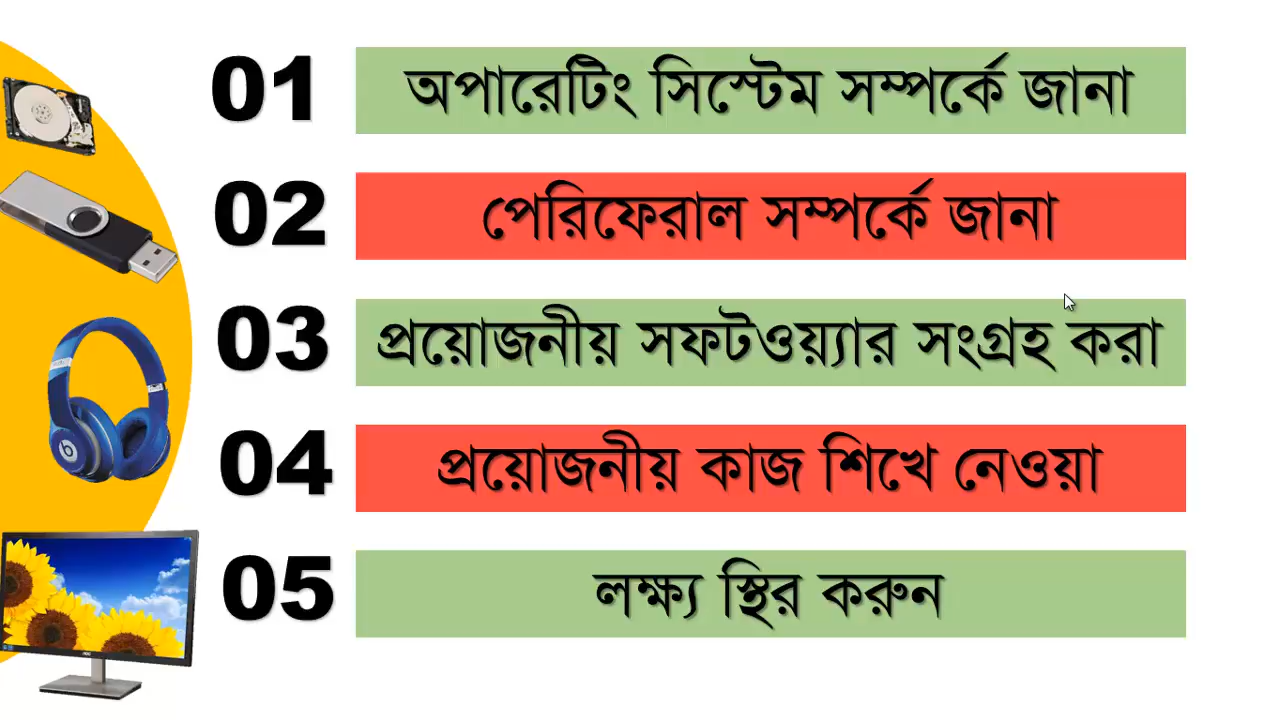 01 অপারেটিং সিস্টেম সম্পর্কে জানা
02 পেরিফেরাল সম্পর্কে জানা
03 প্রয়োজনীয় সফটওয়্যার সংগ্রহ করা
04 প্রয়োজনীয় কাজ শিখে নেওয়া
05 লক্ষ্য স্থির করুন